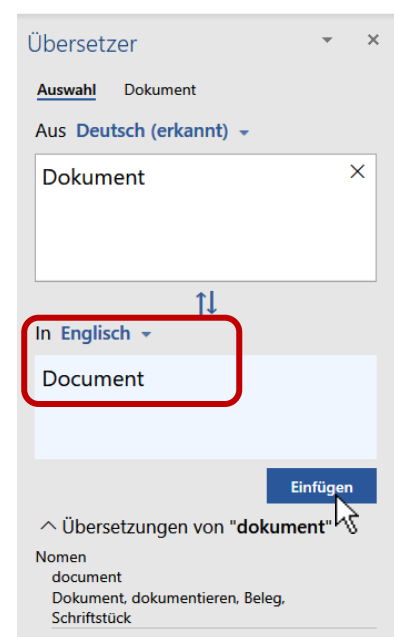 Übersetzer
Auswahl Dokument
Aus Deutsch (erkannt)
Dokument
In Englisch
Document
Einfügen
Übersetzungen von "dokument"
Nomen
document
Dokument, dokumentieren, Beleg,
Schriftstück